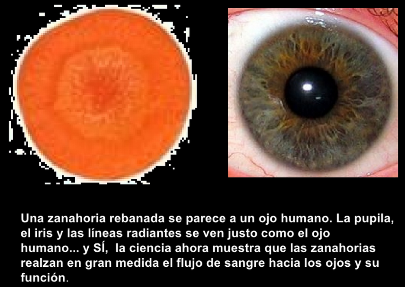 Una zanahoria rebanada se parece a un ojo humano. La pupila,
el iris y las líneas radiantes se ven justo como el ojo
humano... y SÍ,  la ciencia ahora muestra que las zanahorias
realzan en gran medida el flujo de sangre hacia los ojos y su
función.